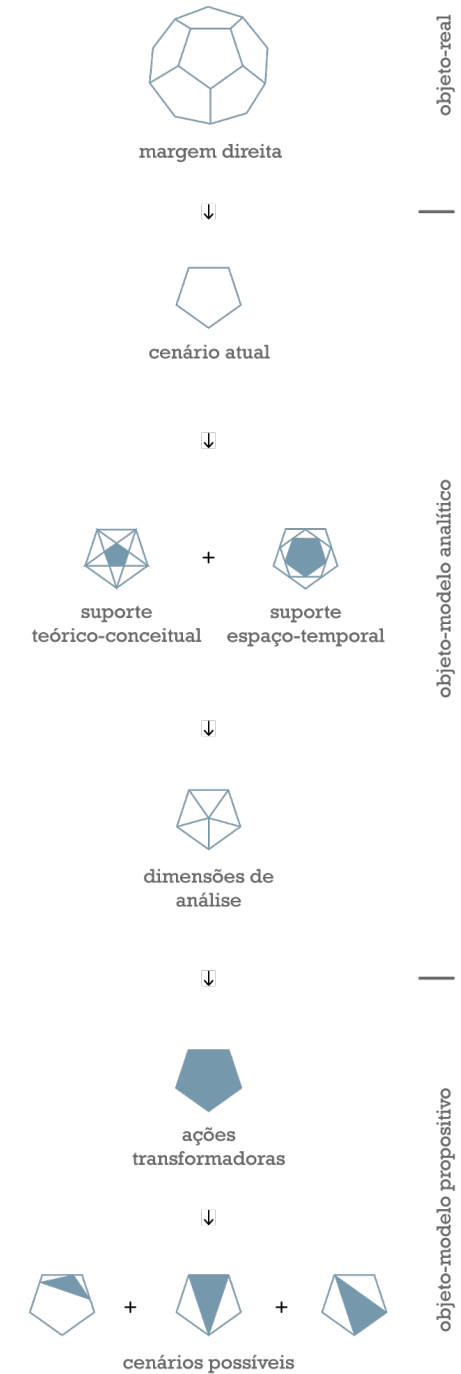 objeto-real
margem direita
↓
cenário atual
↓
objeto-modelo analítico
+
suporte
teórico-conceitual
suporte
espaço-temporal
↓
dimensões de
análise
↓
ações
transformadoras
objeto-modelo propositivo
↓
+
+
cenários possíveis